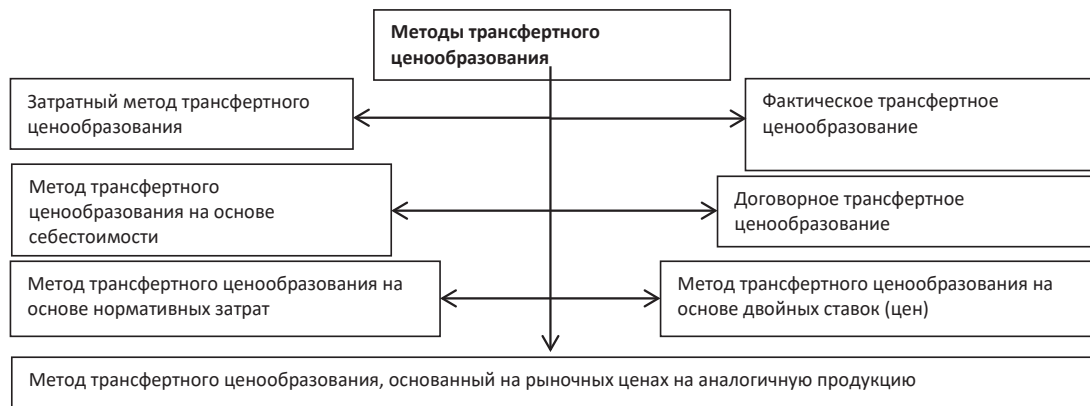 Методы трансфертного
ценообразования
Затратный метод трансфертного
ценообразования
Фактическое трансфертное
ценообразование
Метод трансфертного
ценообразования на основе
себестоимости
Договорное трансфертное
ценообразование
Метод трансфертного ценообразования на
основе нормативных затрат
Метод трансфертного ценообразования на
основе двойных ставок (цен)
Метод трансфертного ценообразования, основанный на рыночных ценах на аналогичную продукцию